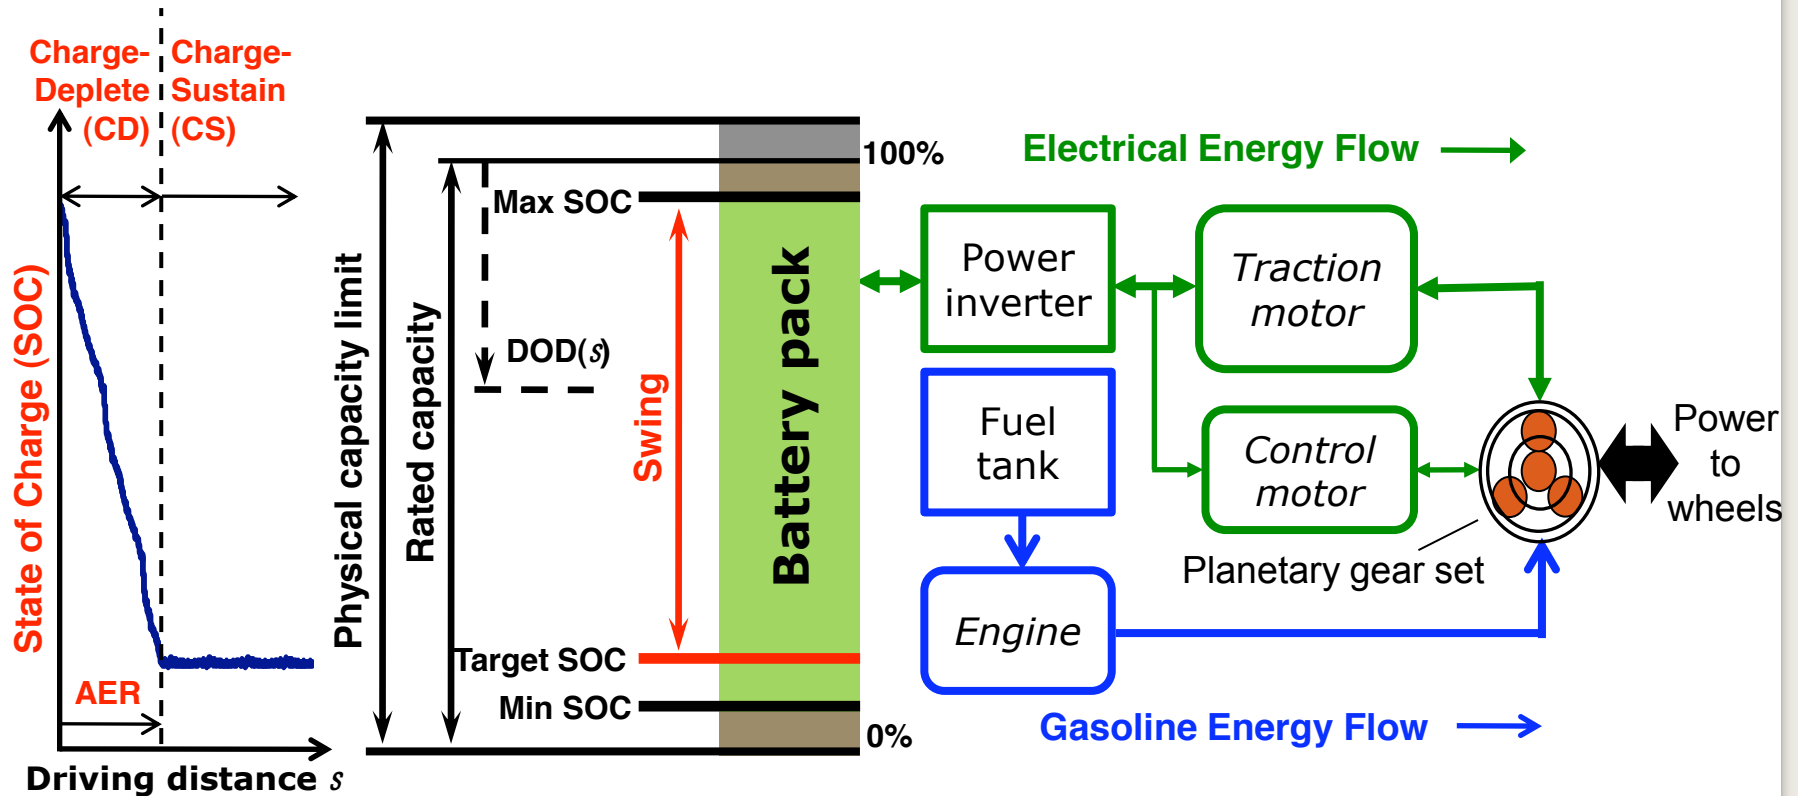 Charge-
Deplete
(CD)
Charge-
Sustain
(CS)
State of Charge (SOC)
AER
Driving distance s
Physical capacity limit
Rated capacity
Max SOC
DOD(s)
Swing
Target SOC
Min SOC
Battery pack
100%
0%
Electrical Energy Flow
Power
inverter
Traction
motor
Fuel
tank
Control
motor
Power
to
wheels
Planetary gear set
Engine
Gasoline Energy Flow